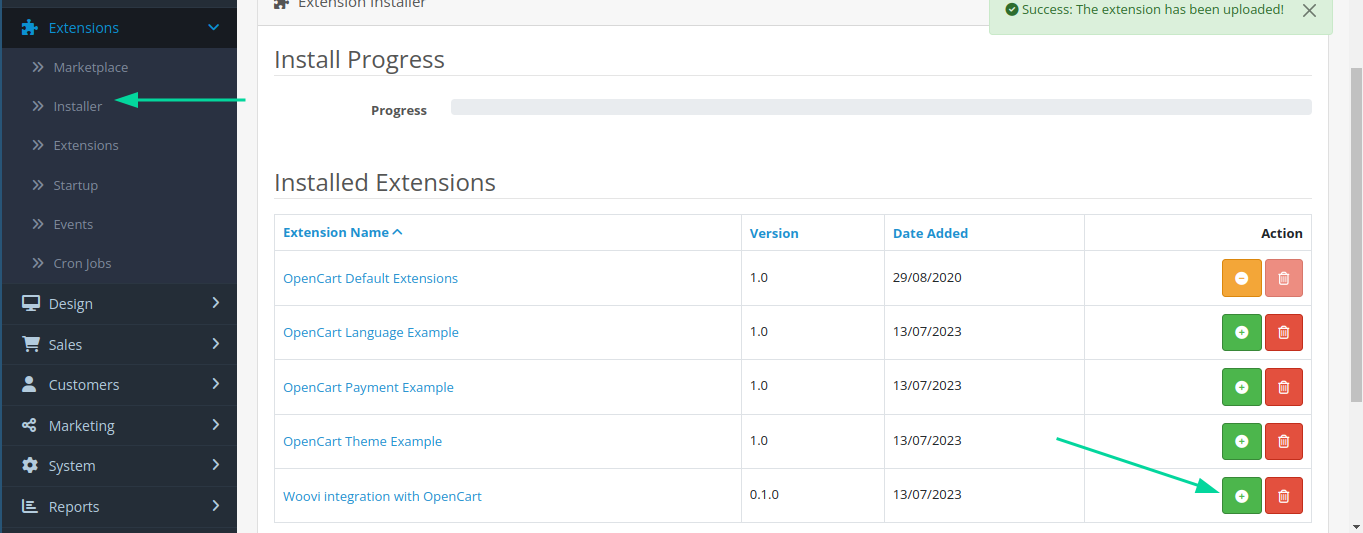 Extensions
Marketplace
Installer
Extensions
Startup
Events
Cron Jobs
Design
Sales
Customers
Marketing
System
Reports
Extension Installer
Success: The extension has been uploaded!
Install Progress
Progress
Installed Extensions
Extension Name Version Date Added Action
OpenCart Default Extensions 1.0 29/08/2020
OpenCart Language Example 1.0 13/07/2023
OpenCart Payment Example 1.0 13/07/2023
OpenCart Theme Example 1.0 13/07/2023
Woovi integration with OpenCart 0.1.0 13/07/2023